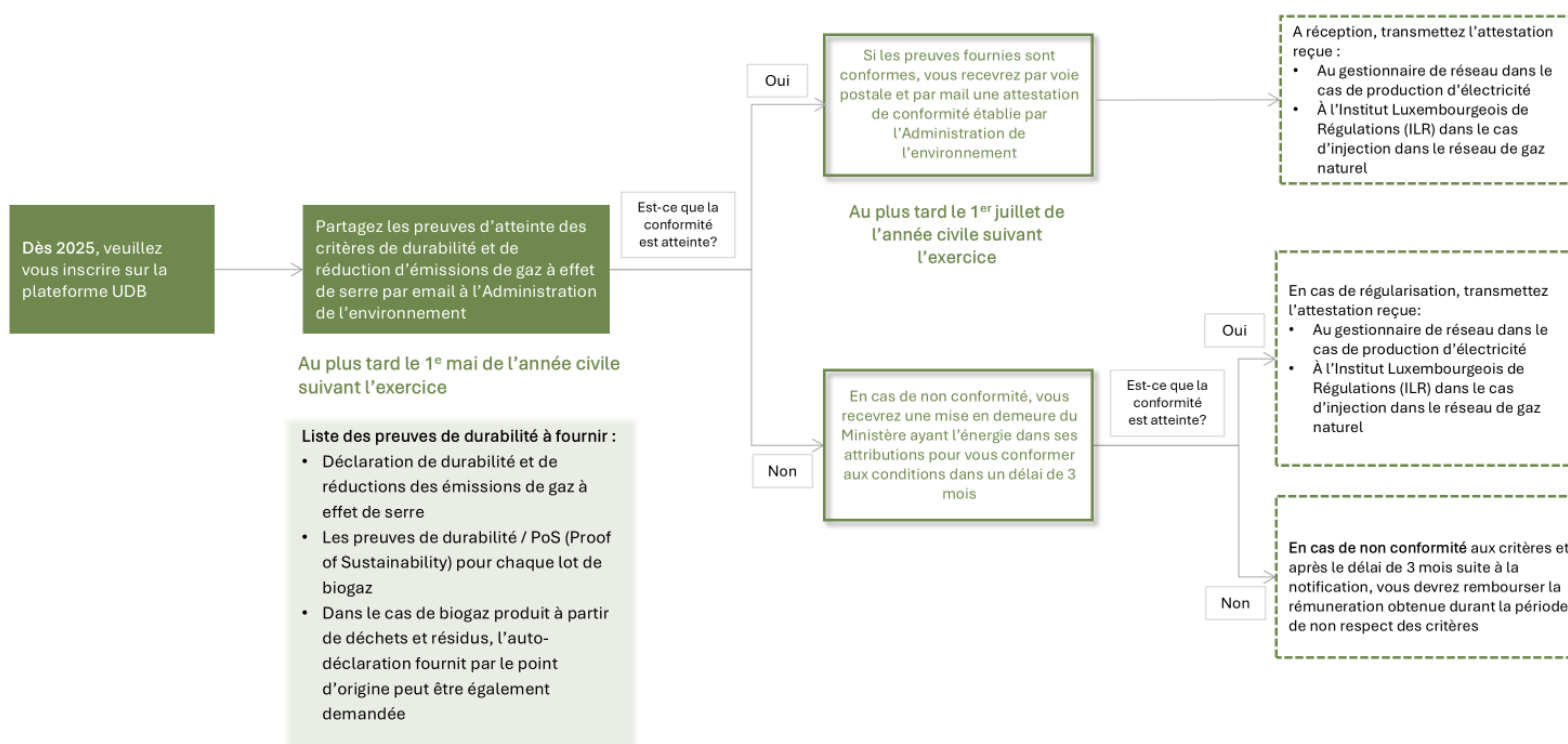 Dès 2025, veuillez
vous inscrire sur la
plateforme UDB
Partagez les preuves d'atteinte des
critères de durabilité et de
réduction d'émissions de gaz à effet
de serre par email à l'Administration
de l'environnement
Au plus tard le 1e mai de l'année civile
suivant l'exercice
Liste des preuves de durabilité à fournir :
• Déclaration de durabilité et de
réductions des émissions de gaz à
effet de serre
• Les preuves de durabilité / PoS (Proof
of Sustainability) pour chaque lot de
biogaz
• Dans le cas de biogaz produit à partir
de déchets et résidus, l'auto-
déclaration fournit par le point
d'origine peut être également
demandée
Est-ce que la
conformité
est atteinte?
Oui
Si les preuves fournies sont
conformes, vous recevrez par voie
postale et par mail une attestation
de conformité établie par
l'Administration de
l'environnement
Au plus tard le 1er juillet de
l'année civile suivant
l'exercice
A réception, transmettez l'attestation
reçue :
• Au gestionnaire de réseau dans le
cas de production d'électricité
• À l'Institut Luxembourgeois de
Régulations (ILR) dans le cas
d'injection dans le réseau de gaz
naturel
Non
En cas de non conformité, vous
recevrez une mise en demeure du
Ministère ayant l'énergie dans ses
attributions pour vous conformer
aux conditions dans un délai de 3
mois
Est-ce que la
conformité
est atteinte?
Oui
En cas de régularisation, transmettez
l'attestation reçue:
• Au gestionnaire de réseau dans le
cas de production d'électricité
• À l'Institut Luxembourgeois de
Régulations (ILR) dans le cas
d'injection dans le réseau de gaz
naturel
Non
En cas de non conformité aux critères et
après le délai de 3 mois suite à la
notification, vous devrez rembourser la
rémunération obtenue durant la période
de non respect des critères